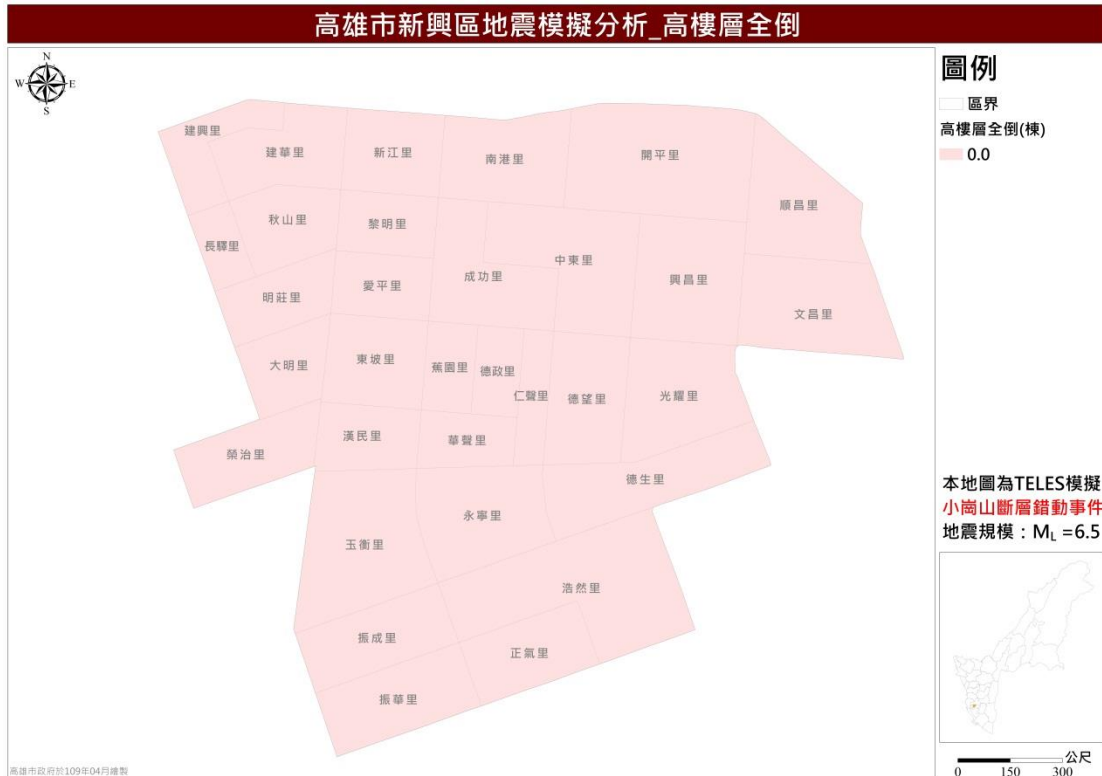 高雄市新興區地震模擬分析_高樓層全倒
N
W E
S
圖例
區界
高樓層全倒(棟)
0.0
建興里
建華里
新江里
南港里
開平里
順昌里
秋山里
黎明里
長驛里
中東里
成功里
興昌里
明莊里
愛平里
文昌里
大明里
東坡里
蕉園里
德政里
仁聲里
德望里
光耀里
漢民里
華聲里
榮治里
德生里
永寧里
玉衡里
浩然里
振成里
正氣里
振華里
本地圖為TELES模擬
小崗山斷層錯動事件
地震規模：ML =6.5
公尺
0 150 300
高雄市政府於109年04月繪製